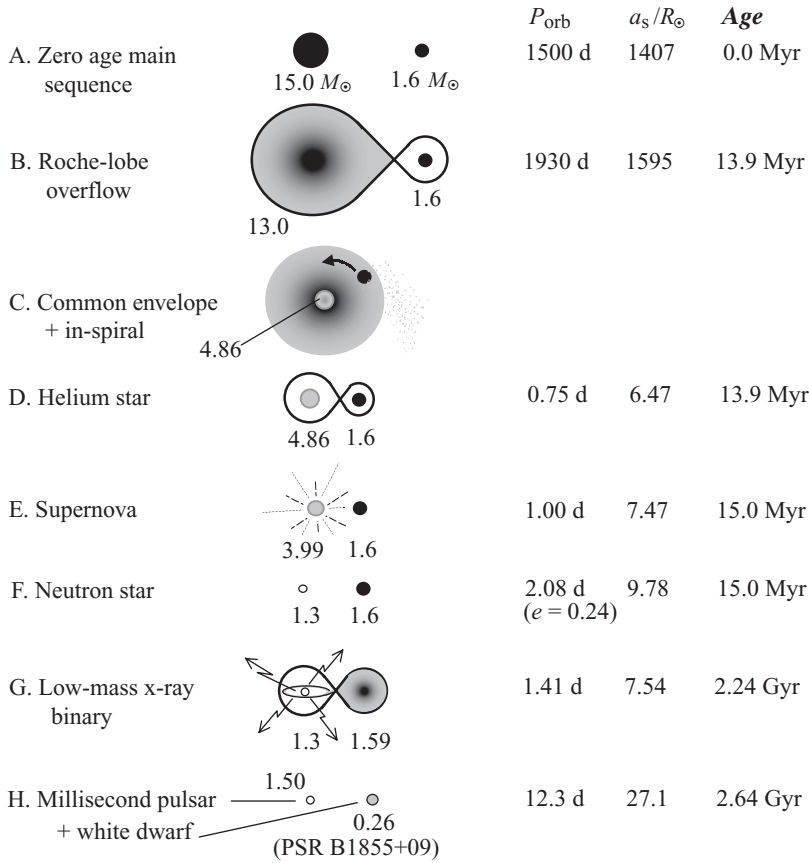 P_orb a_s/R_⊙ Age
A. Zero age main sequence
15.0 M_⊙ 1.6 M_⊙
1500 d 1407 0.0 Myr
B. Roche-lobe overflow
13.0 1.6
1930 d 1595 13.9 Myr
C. Common envelope + in-spiral
4.86
D. Helium star
4.86 1.6
0.75 d 6.47 13.9 Myr
E. Supernova
3.99 1.6
1.00 d 7.47 15.0 Myr
F. Neutron star
1.3 1.6
2.08 d 9.78 15.0 Myr
(e = 0.24)
G. Low-mass x-ray binary
1.3 1.59
1.41 d 7.54 2.24 Gyr
H. Millisecond pulsar + white dwarf
1.50
0.26
(PSR B1855+09)
12.3 d 27.1 2.64 Gyr